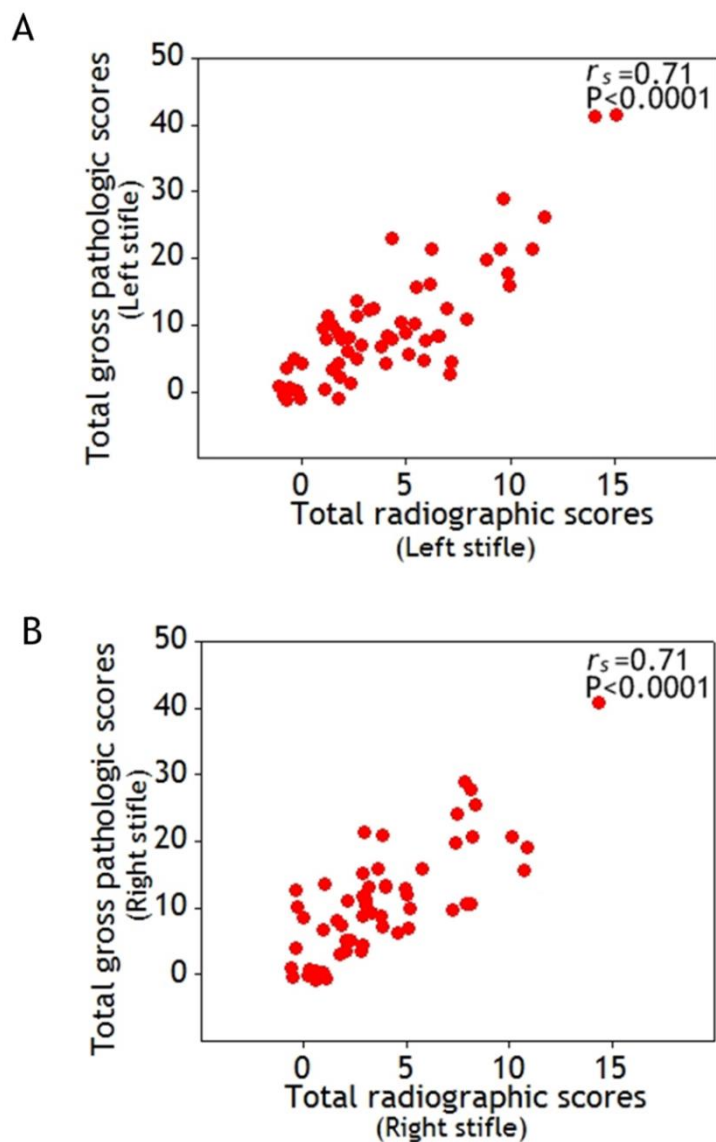 A
50
40
30
20
10
0
Total gross pathologic scores
(Left stifle)
r s =0.71
P<0.0001
0 5 10 15
Total radiographic scores
(Left stifle)
B
50
40
30
20
10
0
Total gross pathologic scores
(Right stifle)
r s =0.71
P<0.0001
0 5 10 15
Total radiographic scores
(Right stifle)